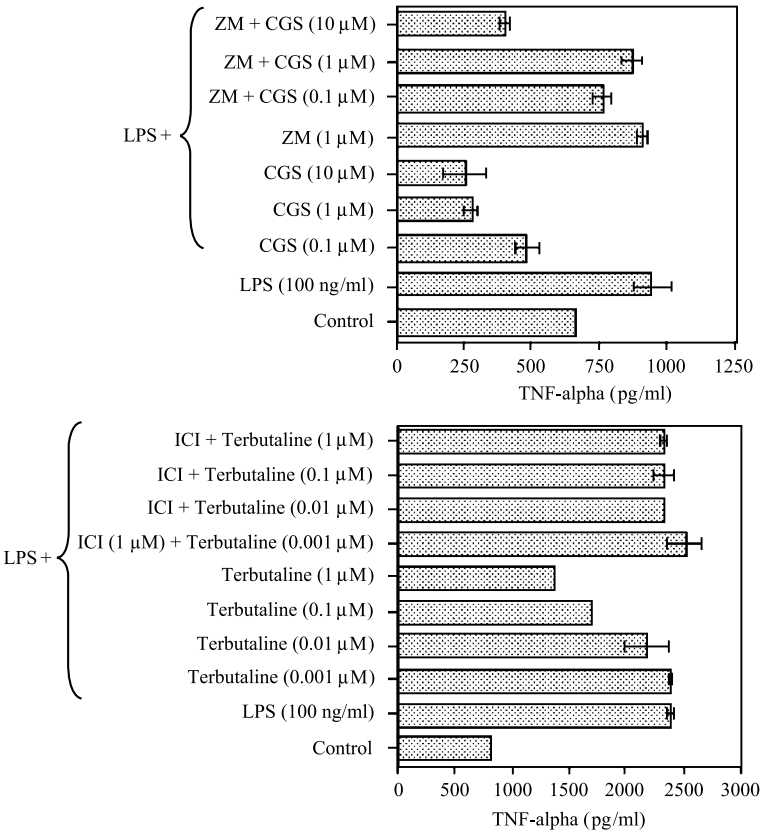 ZM + CGS (10 µM)
ZM + CGS (1 µM)
ZM + CGS (0.1 µM)
LPS +
ZM (1 µM)
CGS (10 µM)
CGS (1 µM)
CGS (0.1 µM)
LPS (100 ng/ml)
Control
0 250 500 750 1000 1250
TNF-alpha (pg/ml)
ICI + Terbutaline (1 µM)
ICI + Terbutaline (0.1 µM)
ICI + Terbutaline (0.01 µM)
ICI (1 µM) + Terbutaline (0.001 µM)
LPS +
Terbutaline (1 µM)
Terbutaline (0.1 µM)
Terbutaline (0.01 µM)
Terbutaline (0.001 µM)
LPS (100 ng/ml)
Control
0 500 1000 1500 2000 2500 3000
TNF-alpha (pg/ml)